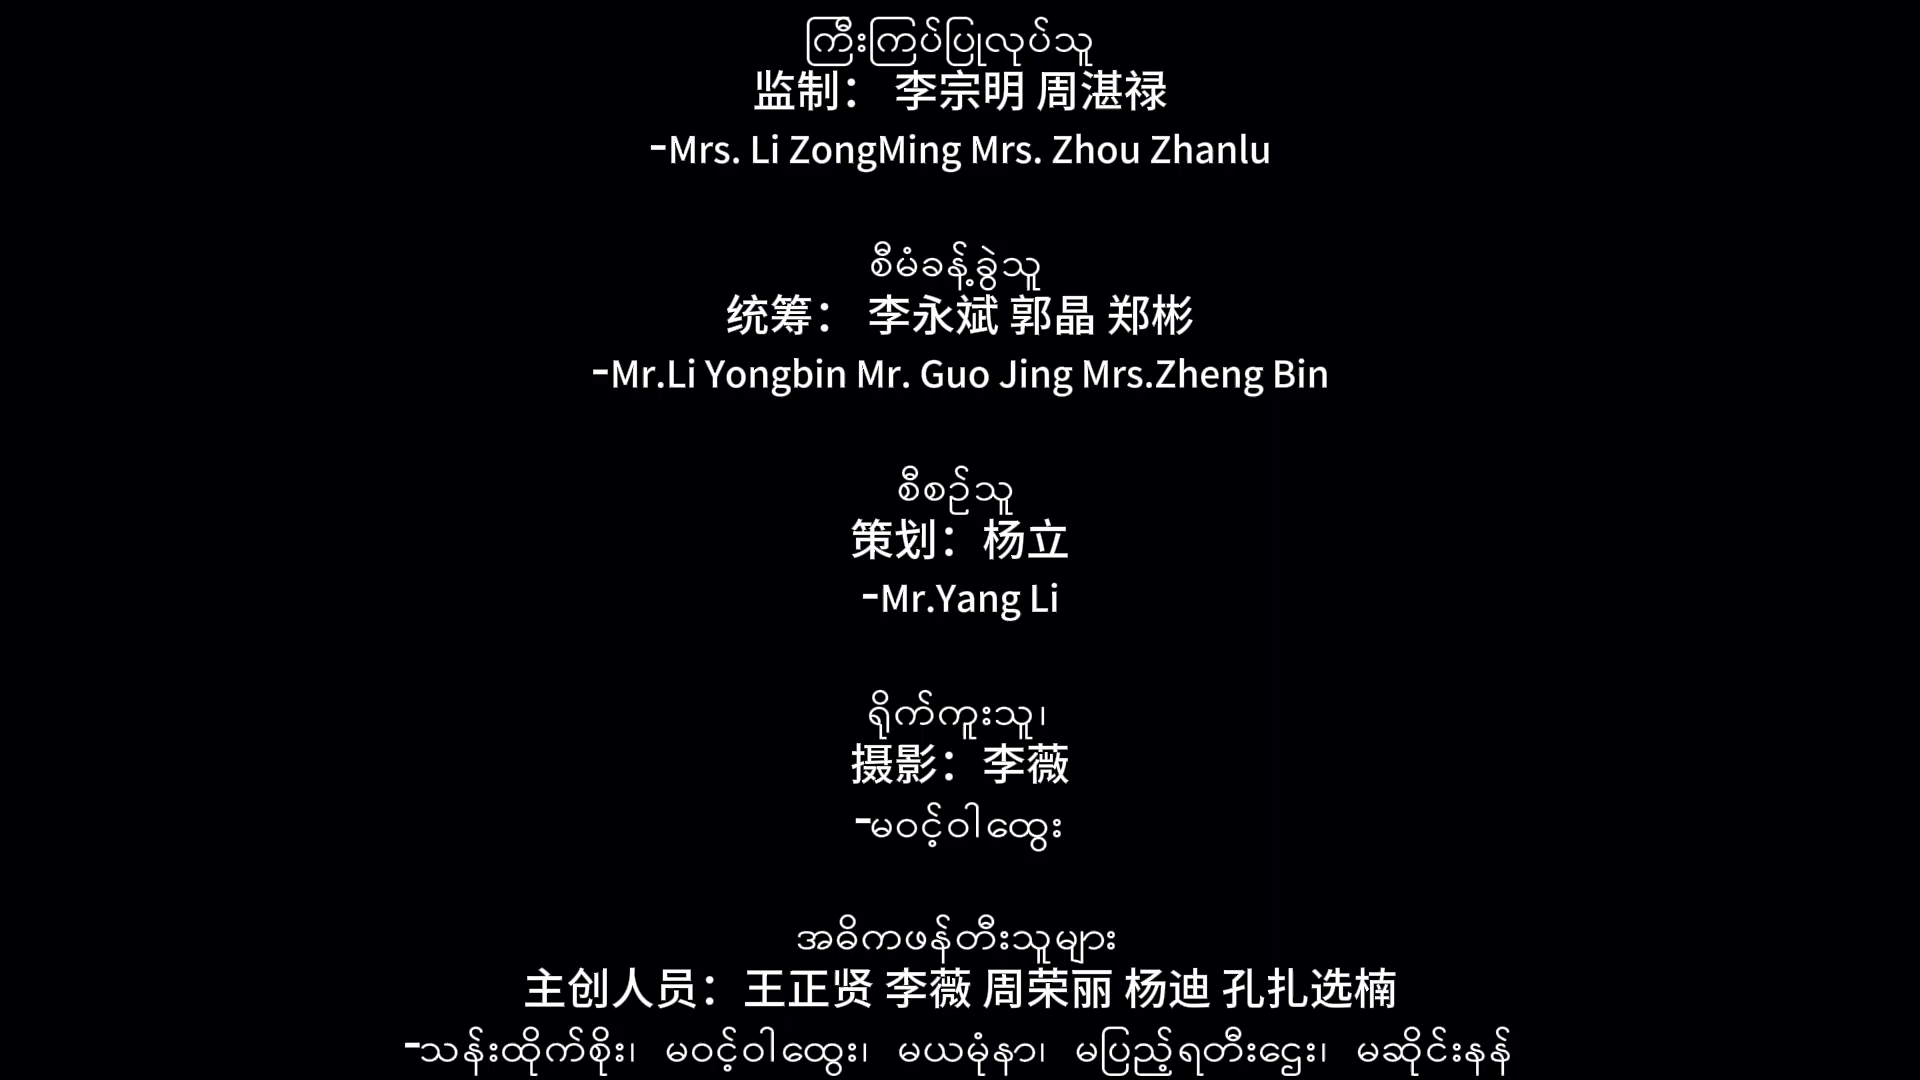 ကြီးကြပ်ပြုလုပ်သူ
监制： 李宗明 周湛禄
-Mrs. Li ZongMing Mrs. Zhou Zhanlu
စီမံခန့်ခွဲသူ
统筹： 李永斌 郭晶 郑彬
-Mr.Li Yongbin Mr. Guo Jing Mrs.Zheng Bin
စီစဉ်သူ
策划：杨立
-Mr.Yang Li
ရိုက်ကူးသူ၊
摄影：李薇
-မဝင့်ဝါထွေး
အဓိကဖန်တီးသူများ
主创人员：王正贤 李薇 周荣丽 杨迪 孔扎选楠
-သန်းထိုက်စိုး၊ မဝင့်ဝါထွေး၊ မယမုံနာ၊ မပြည့်ရတီးဌေး၊ မဆိုင်းနန်